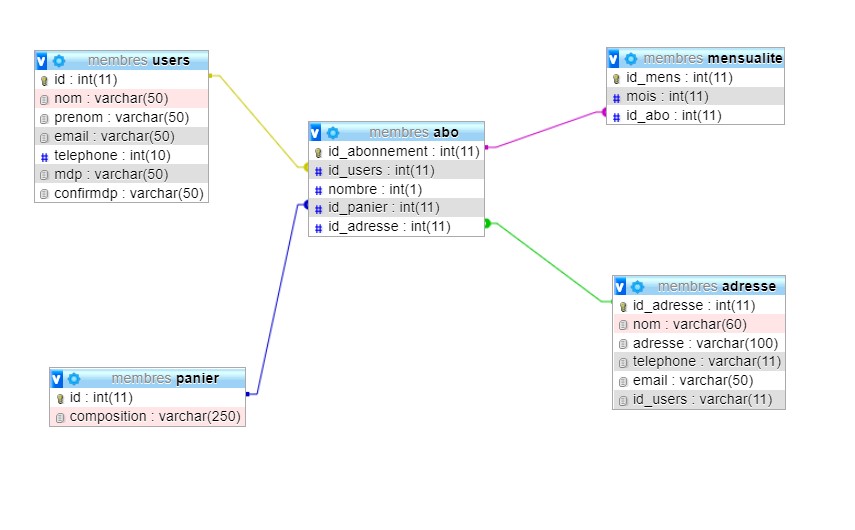 v membres users
id : int(11)
nom : varchar(50)
prenom : varchar(50)
email : varchar(50)
# telephone : int(10)
mdp : varchar(50)
confirmdp : varchar(50)
v membres abo
id_abonnement : int(11)
# id_users : int(11)
# nombre : int(1)
# id_panier : int(11)
# id_adresse : int(11)
v membres mensualite
id_mens : int(11)
# mois : int(11)
# id_abo : int(11)
v membres adresse
id_adresse : int(11)
nom : varchar(60)
adresse : varchar(100)
telephone : varchar(11)
email : varchar(50)
id_users : varchar(11)
v membres panier
id : int(11)
composition : varchar(250)